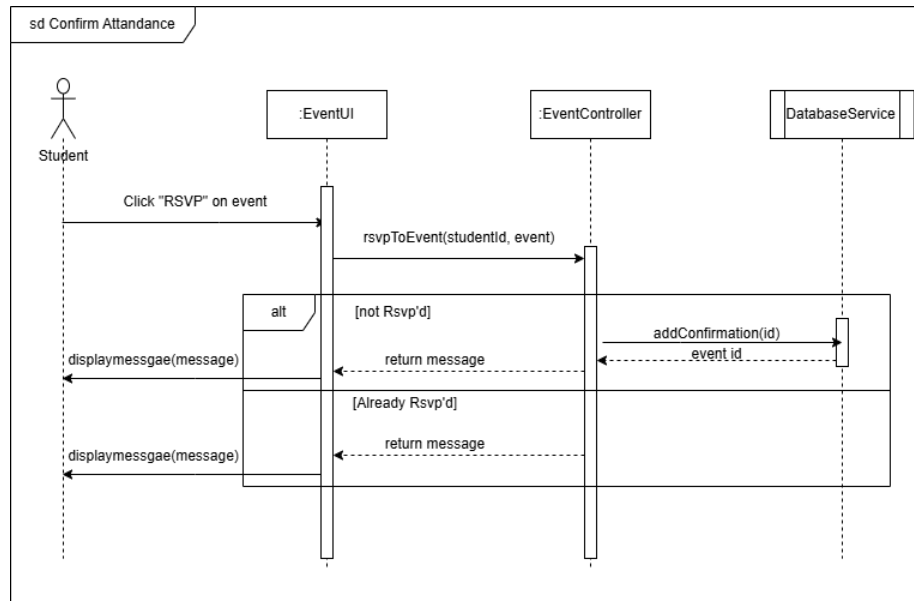 sd Confirm Attandance
:EventUI
:EventController
DatabaseService
Student
Click "RSVP" on event
rsvpToEvent(studentId, event)
alt
[not Rsvp'd]
addConfirmation(id)
event id
return message
displaymessgae(message)
[Already Rsvp'd]
return message
displaymessgae(message)